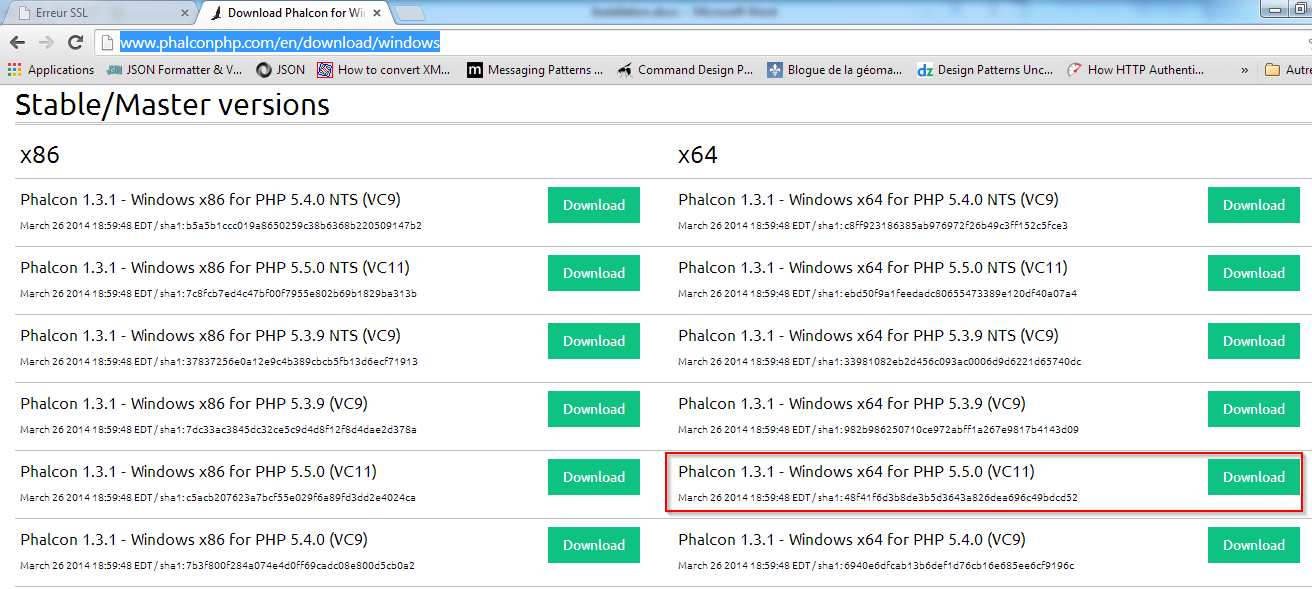 Erreur SSL
Download Phalcon for Wi
Installation.docx - Microsoft Word
www.phalconphp.com/en/download/windows
Applications
JSON Formatter & V...
JSON
How to convert XM...
Messaging Patterns ...
Command Design P...
Blogue de la géoma...
Design Patterns Unc...
How HTTP Authenti...
»
Autre
Stable/Master versions
x86
x64
Phalcon 1.3.1 - Windows x86 for PHP 5.4.0 NTS (VC9)
March 26 2014 18:59:48 EDT / sha1: b5a5b1ccc019a8650259c38b6368b220509147b2
Download
Phalcon 1.3.1 - Windows x64 for PHP 5.4.0 NTS (VC9)
March 26 2014 18:59:48 EDT / sha1: c8ff923186385ab976972f26b49c3ff152c5fce3
Download
Phalcon 1.3.1 - Windows x86 for PHP 5.5.0 NTS (VC11)
March 26 2014 18:59:48 EDT / sha1: 7c8fcb7ed4c47bf00f7955e802b69b1829ba313b
Download
Phalcon 1.3.1 - Windows x64 for PHP 5.5.0 NTS (VC11)
March 26 2014 18:59:48 EDT / sha1: ebd50f9a1feedadc80655473389e120df40a07a4
Download
Phalcon 1.3.1 - Windows x86 for PHP 5.3.9 NTS (VC9)
March 26 2014 18:59:48 EDT / sha1: 37837256e0a12e9c4b389cbcb5fb13d6ecf71913
Download
Phalcon 1.3.1 - Windows x64 for PHP 5.3.9 NTS (VC9)
March 26 2014 18:59:48 EDT / sha1: 33981082eb2d456c093ac0006d9d6221d65740dc
Download
Phalcon 1.3.1 - Windows x86 for PHP 5.3.9 (VC9)
March 26 2014 18:59:48 EDT / sha1: 7dc33ac3845dc32ce5c9d4d8f12f8d4dae2d378a
Download
Phalcon 1.3.1 - Windows x64 for PHP 5.3.9 (VC9)
March 26 2014 18:59:48 EDT / sha1: 982b986250710ce972abff1a267e9817b4143d09
Download
Phalcon 1.3.1 - Windows x86 for PHP 5.5.0 (VC11)
March 26 2014 18:59:48 EDT / sha1: c5acb207623a7bcf55e029f6a89fd3dd2e4024ca
Download
Phalcon 1.3.1 - Windows x64 for PHP 5.5.0 (VC11)
March 26 2014 18:59:48 EDT / sha1: 48f41f6d3b8de3b5d3643a826dea696c49bdcd52
Download
Phalcon 1.3.1 - Windows x86 for PHP 5.4.0 (VC9)
March 26 2014 18:59:48 EDT / sha1: 7b3f800f284a074e4d0ff69cadc08e800d5cb0a2
Download
Phalcon 1.3.1 - Windows x64 for PHP 5.4.0 (VC9)
March 26 2014 18:59:48 EDT / sha1: 6940e6dfcab13b6def1d76cb16e685ee6cf9196c
Download